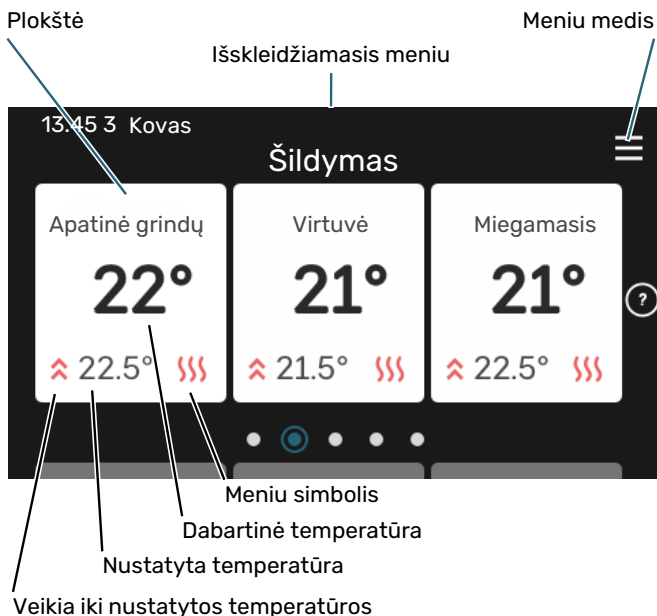 Plokštė
Meniu medis
Išskleidžiamasis meniu
13.45 3 Kovas
Šildymas
Apatinė grindų
Virtuvė
Miegamasis
22°
21°
21°
?
22.5°
21.5°
22.5°
Meniu simbolis
Dabartinė temperatūra
Nustatyta temperatūra
Veikia iki nustatytos temperatūros